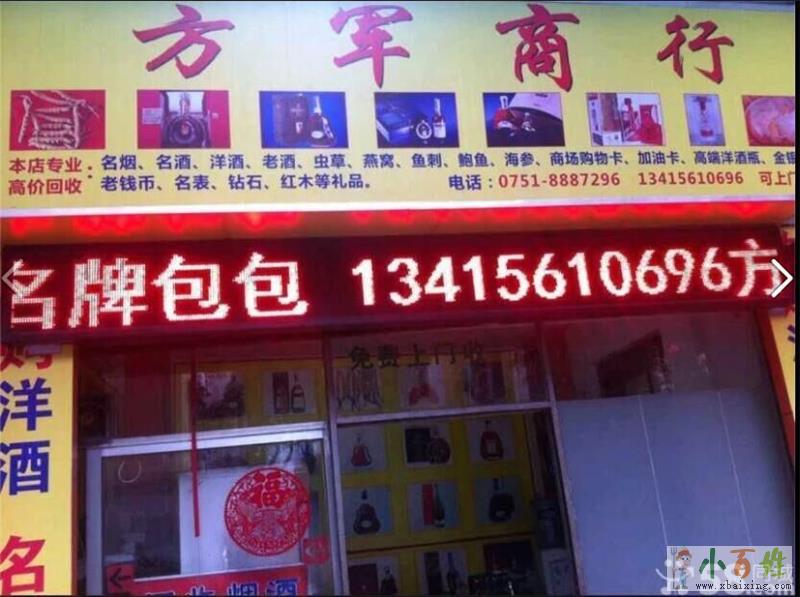 方军商行
本店专业：名烟、名酒、洋酒、老酒、虫草、燕窝、鱼刺、鲍鱼、海参、商场购物卡、加油卡、高端洋酒瓶、金银
高价回收：老钱币、名表、钻石、红木等礼品。 电话：0751-8887296 13415610696 可上门
名牌包包 13415610696方
免费上门收
购洋酒 名
福
回收烟酒
小百姓
www.xbaixing.com